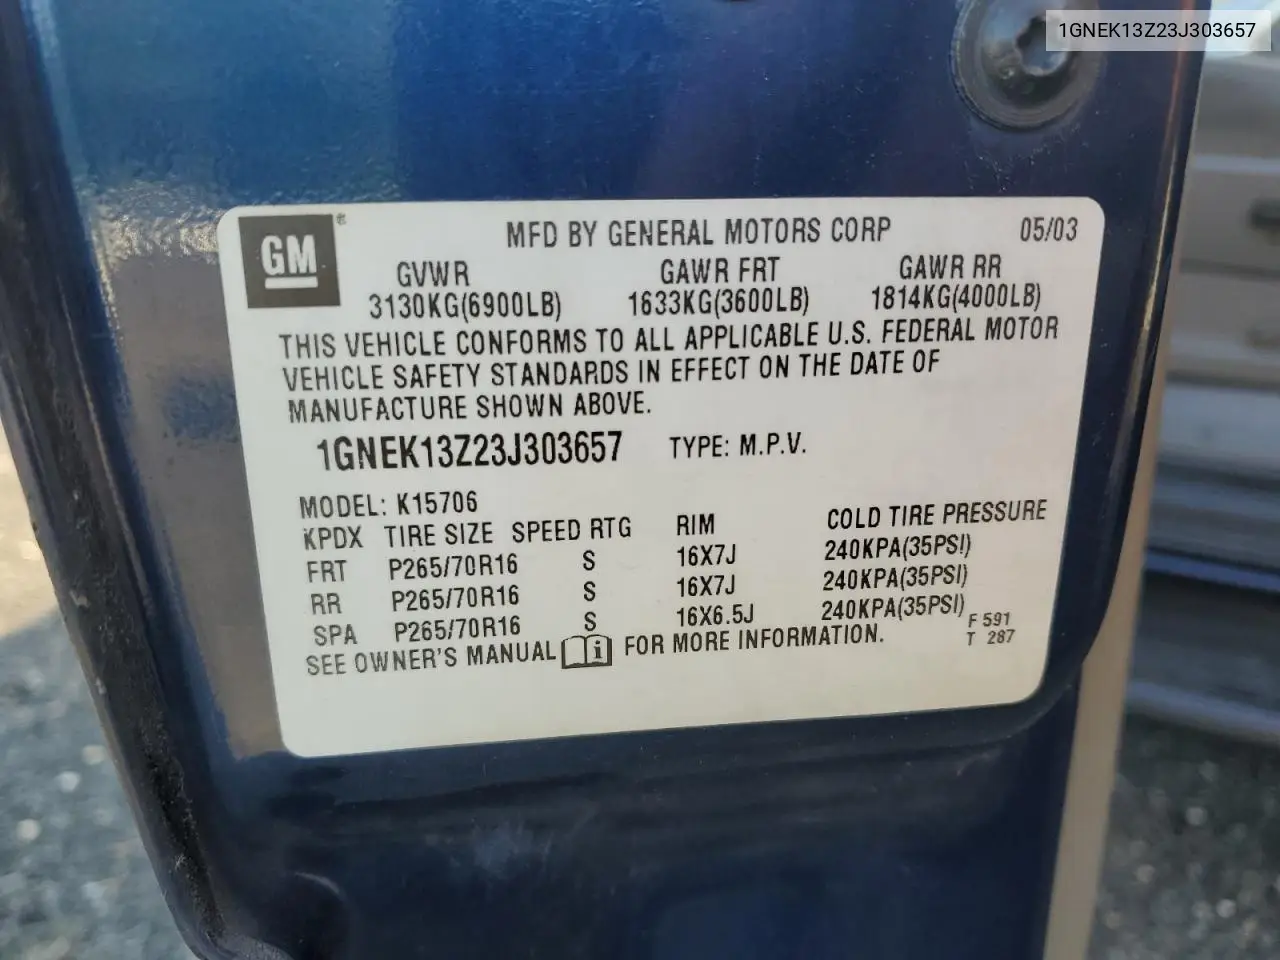 1GNEK13Z23J303657
GM®
MFD BY GENERAL MOTORS CORP 05/03
GVWR GAWR FRT GAWR RR
3130KG(6900LB) 1633KG(3600LB) 1814KG(4000LB)
THIS VEHICLE CONFORMS TO ALL APPLICABLE U.S. FEDERAL MOTOR
VEHICLE SAFETY STANDARDS IN EFFECT ON THE DATE OF
MANUFACTURE SHOWN ABOVE.
1GNEK13Z23J303657 TYPE: M.P.V.
MODEL: K15706
KPDX TIRE SIZE SPEED RTG RIM COLD TIRE PRESSURE
FRT P265/70R16 S 16X7J 240KPA(35PSI)
RR P265/70R16 S 16X7J 240KPA(35PSI)
SPA P265/70R16 S 16X6.5J 240KPA(35PSI) F 591
SEE OWNER'S MANUAL i FOR MORE INFORMATION. T 287